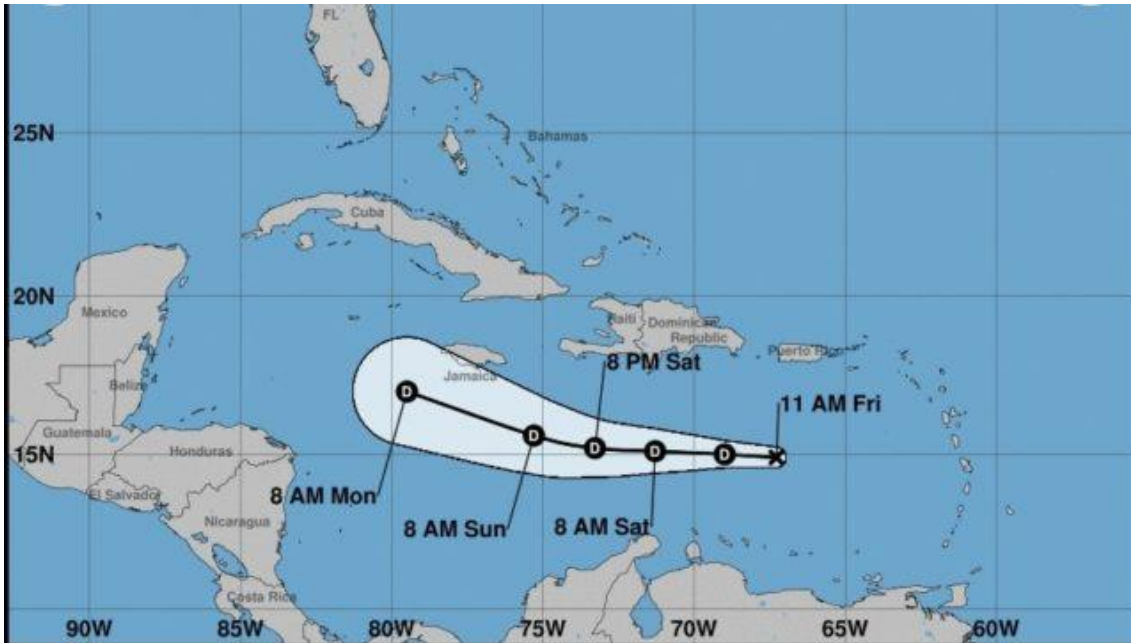 FL
25N
Bahamas
Cuba
20N
Mexico
Haiti
Dominican
Republic
Puerto Rico
8 PM Sat
Jamaica
Belize
11 AM Fri
Guatemala
15N
Honduras
El Salvador
8 AM Mon
Nicaragua
8 AM Sun
8 AM Sat
Costa Rica
D
D
D
D
D
90W
85W
80W
75W
70W
65W
60W